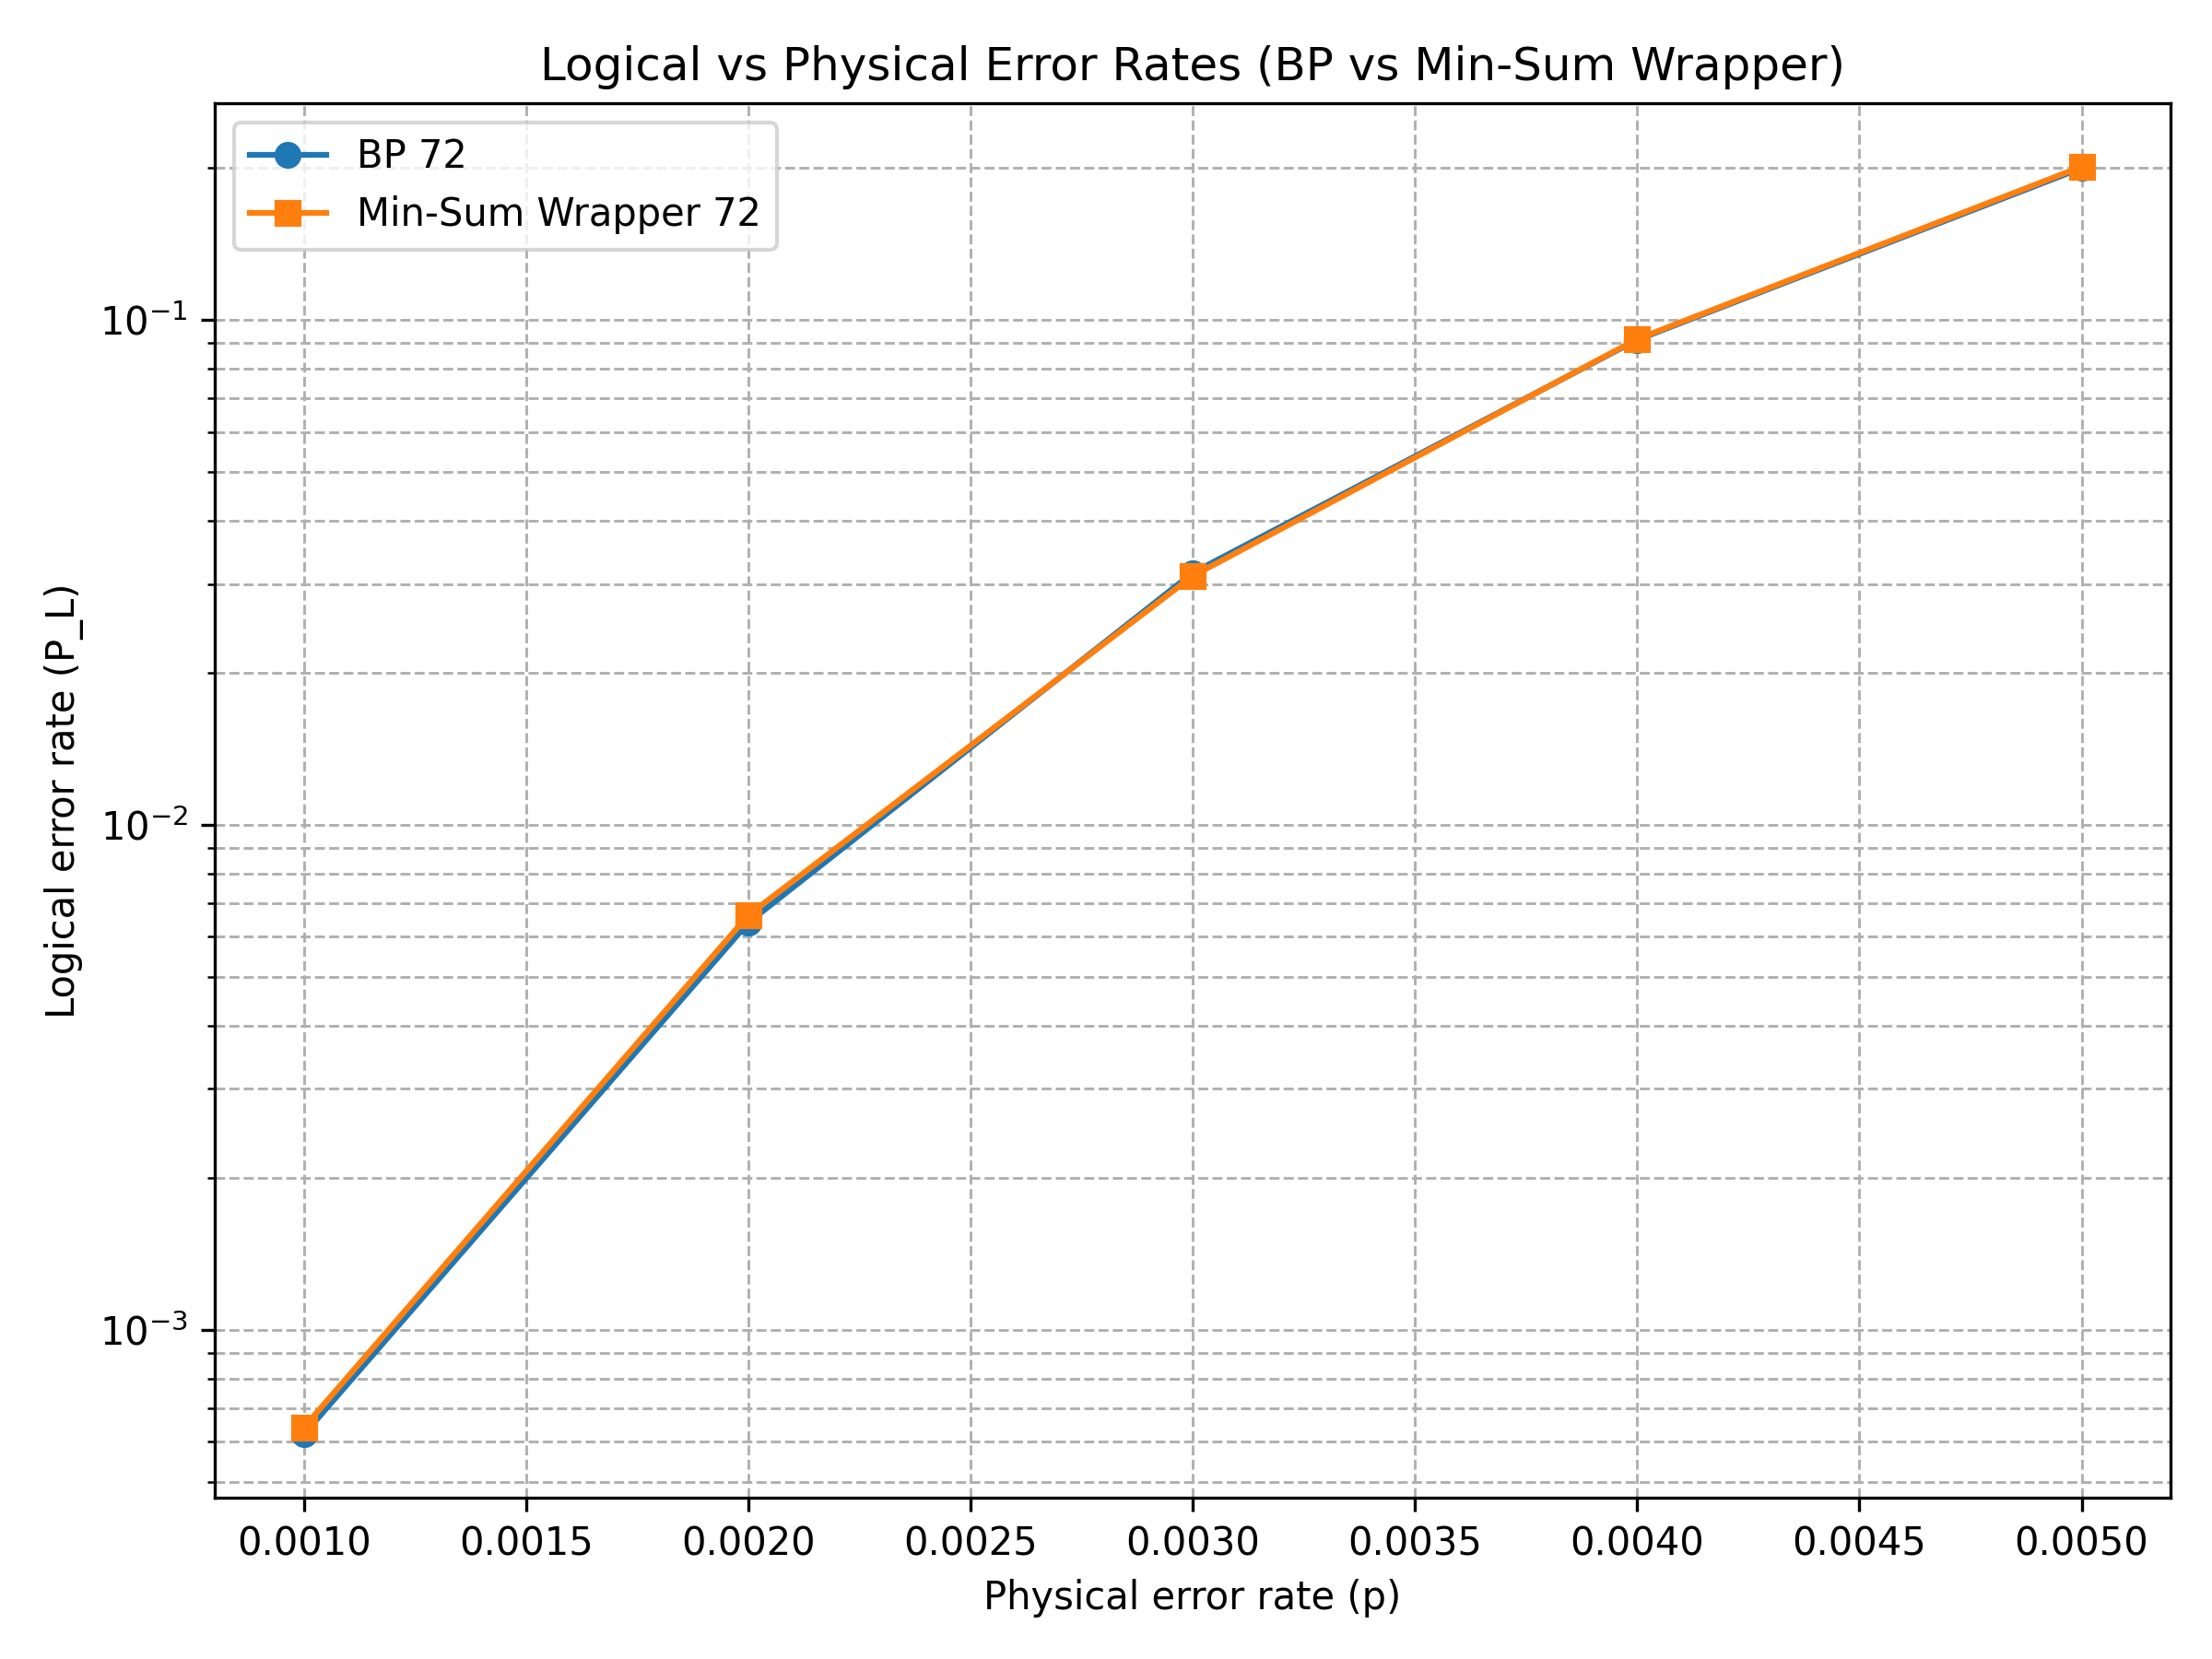 Logical vs Physical Error Rates (BP vs Min-Sum Wrapper)
BP 72
Min-Sum Wrapper 72
10⁻¹
10⁻²
10⁻³
Logical error rate (P_L)
0.0010 0.0015 0.0020 0.0025 0.0030 0.0035 0.0040 0.0045 0.0050
Physical error rate (p)